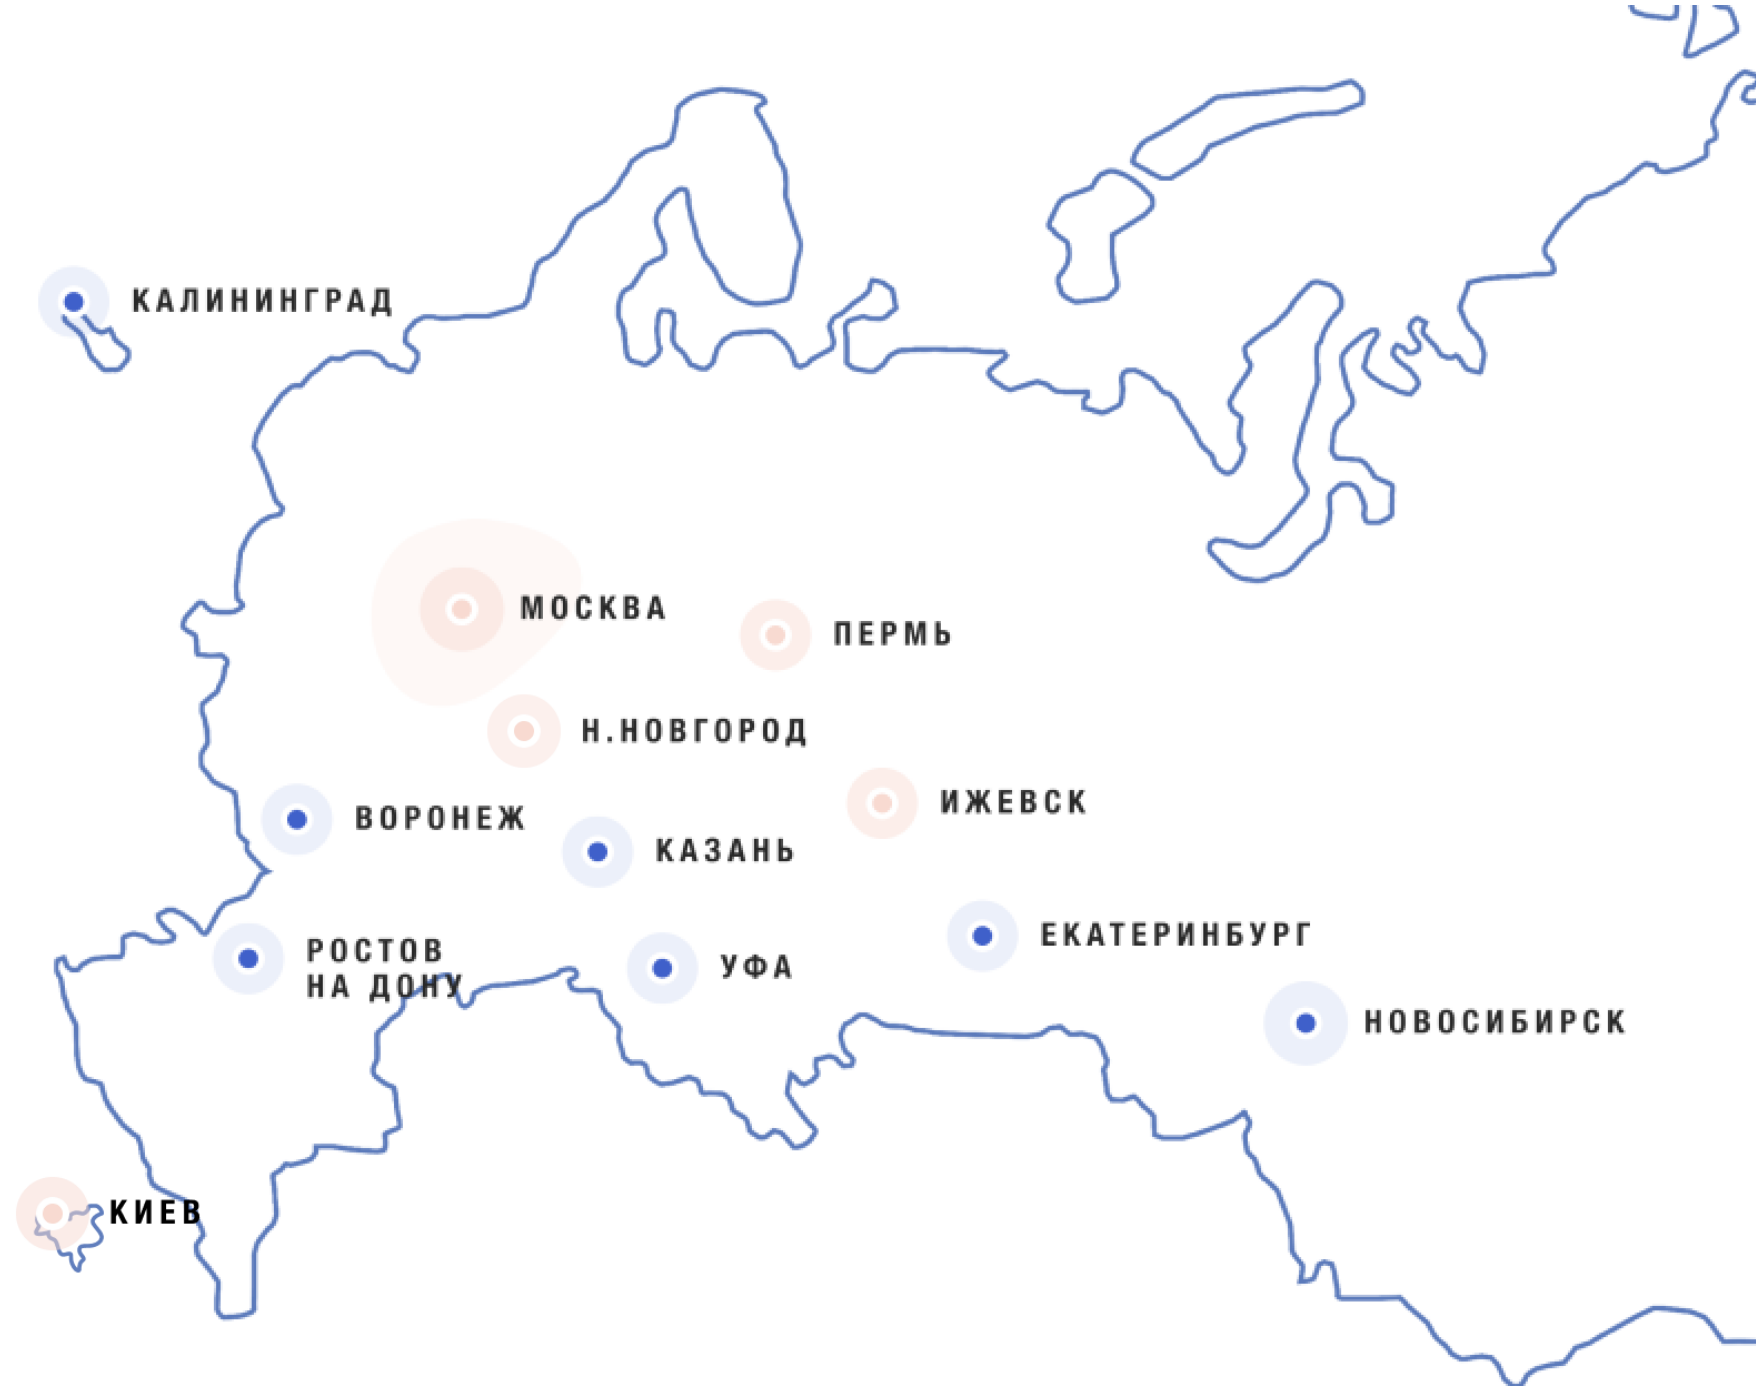 КАЛИНИНГРАД
МОСКВА
ПЕРМЬ
Н.НОВГОРОД
ИЖЕВСК
ВОРОНЕЖ
КАЗАНЬ
ЕКАТЕРИНБУРГ
РОСТОВ
НА ДОНУ
УФА
НОВОСИБИРСК
КИЕВ